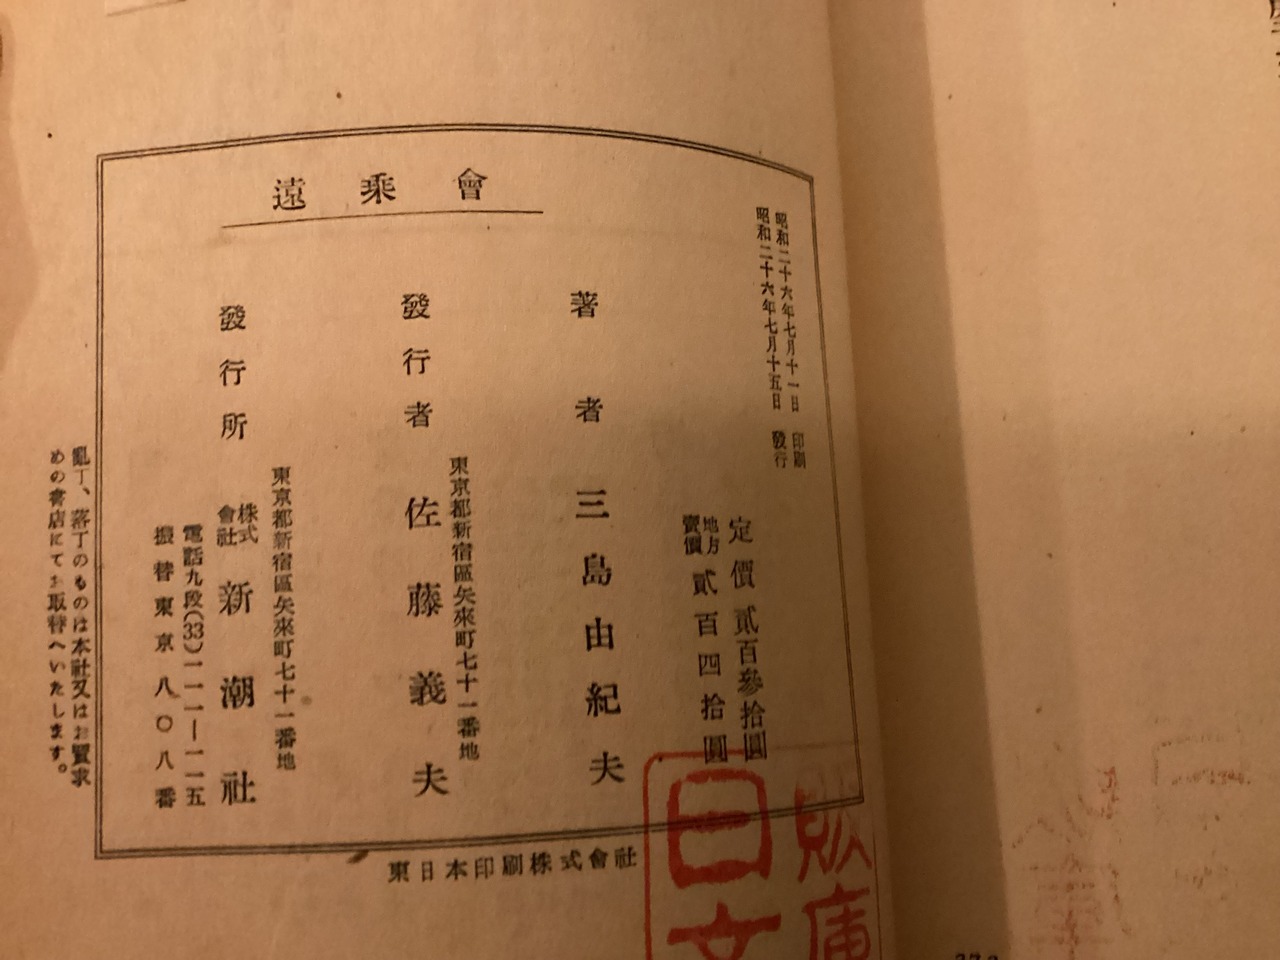 遠乘會
昭和二十六年七月十一日 印刷
昭和二十六年七月十五日 發行
定價貳百參拾圓
地方賣價貳百四拾圓
著者 三島由紀夫
東京都新宿區矢來町七十一番地
發行者 佐藤義夫
東京都新宿區矢來町七十一番地
發行所 株式會社 新潮社
電話九段(33)一一一一―一一五
振替東京八〇八番
亂丁、落丁のものは本社又はお買求
めの書店にてお取替へいたします。
東日本印刷株式會社